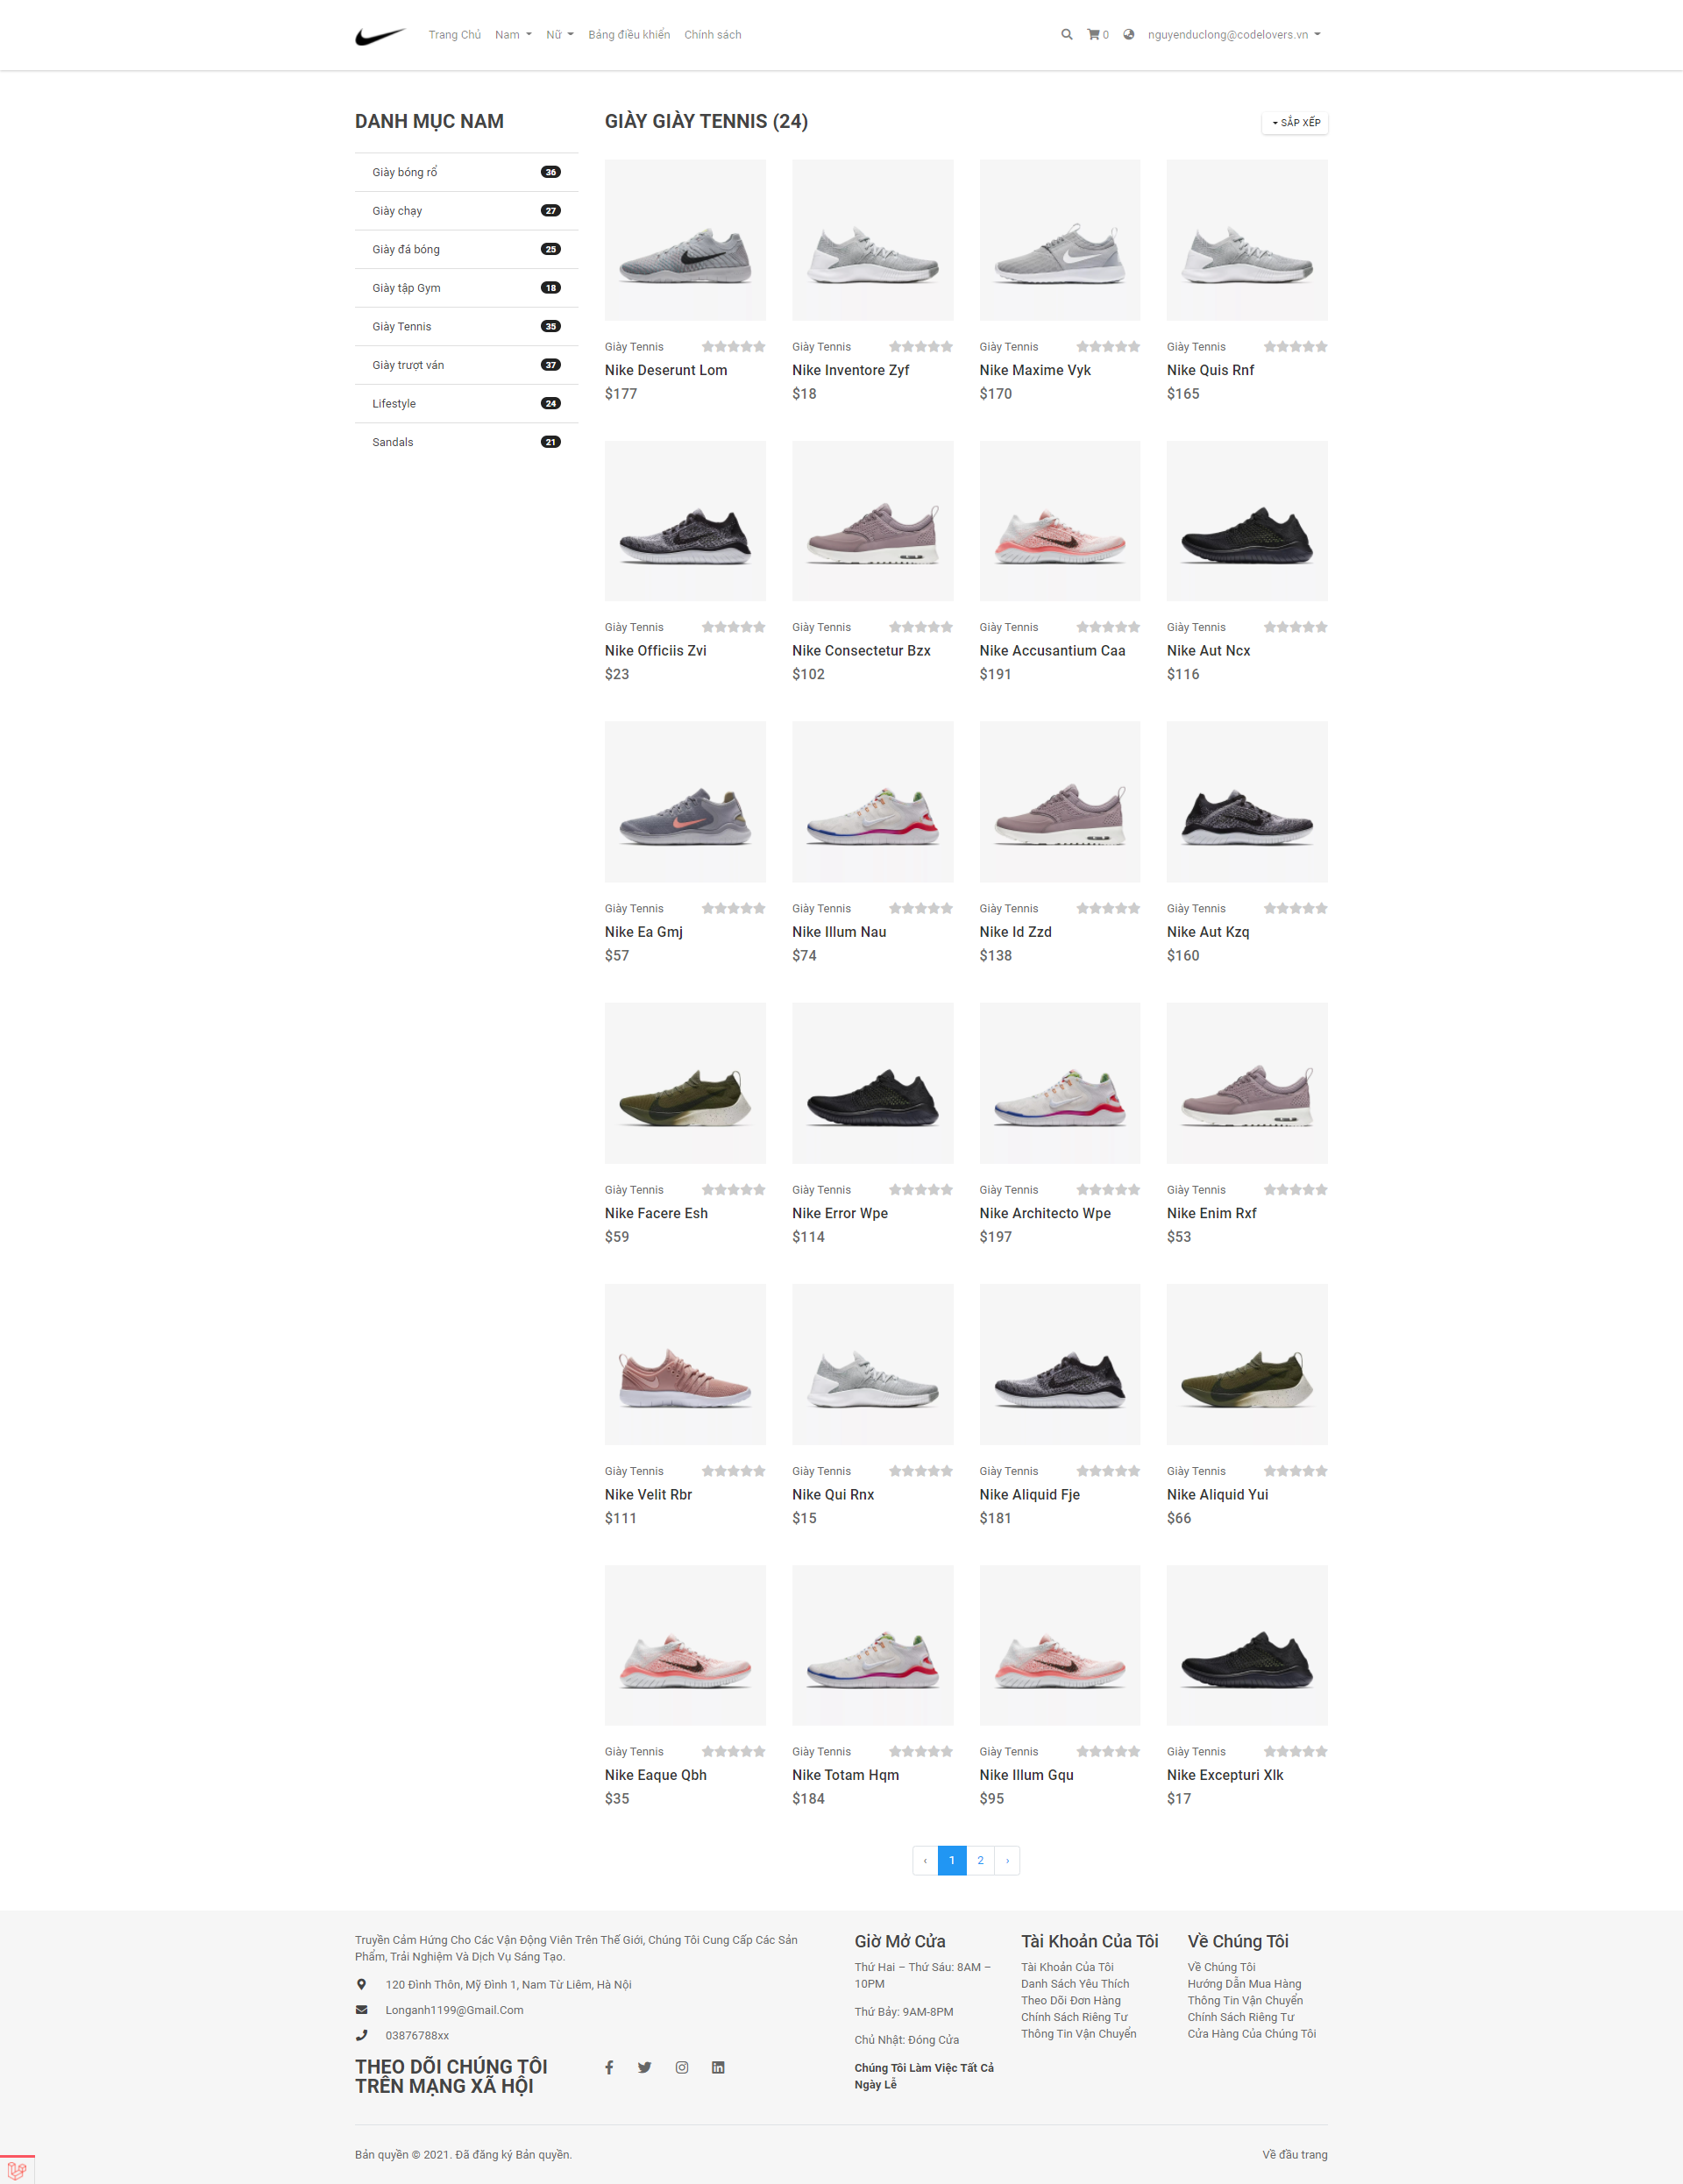 Trang Chủ Nam Nữ Bảng điều khiển Chính sách 0 nguyenduclong@codelovers.vn
DANH MỤC NAM
Giày bóng rổ 36
Giày chạy 27
Giày đá bóng 25
Giày tập Gym 18
Giày Tennis 35
Giày trượt ván 37
Lifestyle 24
Sandals 21
GIÀY GIÀY TENNIS (24)
SẮP XẾP
Giày Tennis Giày Tennis Giày Tennis Giày Tennis
Nike Deserunt Lom Nike Inventore Zyf Nike Maxime Vyk Nike Quis Rnf
$177 $18 $170 $165
Giày Tennis Giày Tennis Giày Tennis Giày Tennis
Nike Officiis Zvi Nike Consectetur Bzx Nike Accusantium Caa Nike Aut Ncx
$23 $102 $191 $116
Giày Tennis Giày Tennis Giày Tennis Giày Tennis
Nike Ea Gmj Nike Illum Nau Nike Id Zzd Nike Aut Kzq
$57 $74 $138 $160
Giày Tennis Giày Tennis Giày Tennis Giày Tennis
Nike Facere Esh Nike Error Wpe Nike Architecto Wpe Nike Enim Rxf
$59 $114 $197 $53
Giày Tennis Giày Tennis Giày Tennis Giày Tennis
Nike Velit Rbr Nike Qui Rnx Nike Aliquid Fje Nike Aliquid Yui
$111 $15 $181 $66
Giày Tennis Giày Tennis Giày Tennis Giày Tennis
Nike Eaque Qbh Nike Totam Hqm Nike Illum Gqu Nike Excepturi Xlk
$35 $184 $95 $17
‹ 1 2 ›
Truyền Cảm Hứng Cho Các Vận Động Viên Trên Thế Giới, Chúng Tôi Cung Cấp Các Sản
Phẩm, Trải Nghiệm Và Dịch Vụ Sáng Tạo.
120 Đình Thôn, Mỹ Đình 1, Nam Từ Liêm, Hà Nội
Longanh1199@Gmail.Com
03876788xx
THEO DÕI CHÚNG TÔI
TRÊN MẠNG XÃ HỘI
Giờ Mở Cửa
Thứ Hai – Thứ Sáu: 8AM –
10PM
Thứ Bảy: 9AM-8PM
Chủ Nhật: Đóng Cửa
Chúng Tôi Làm Việc Tất Cả
Ngày Lễ
Tài Khoản Của Tôi
Tài Khoản Của Tôi
Danh Sách Yêu Thích
Theo Dõi Đơn Hàng
Chính Sách Riêng Tư
Thông Tin Vận Chuyển
Về Chúng Tôi
Về Chúng Tôi
Hướng Dẫn Mua Hàng
Thông Tin Vận Chuyển
Chính Sách Riêng Tư
Cửa Hàng Của Chúng Tôi
Bản quyền © 2021. Đã đăng ký Bản quyền.
Về đầu trang